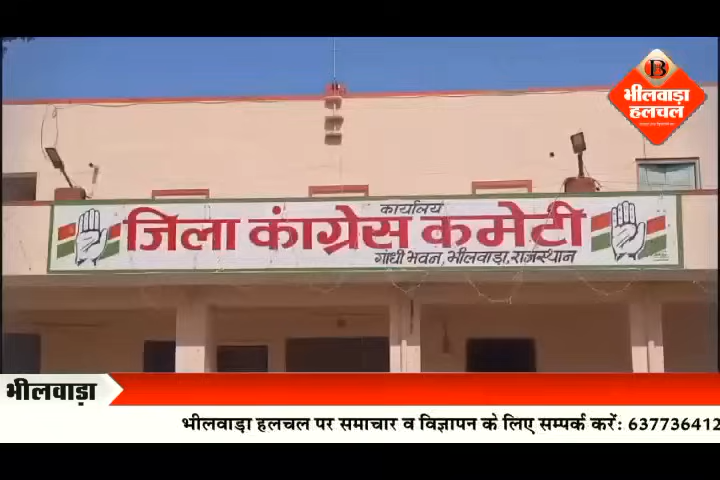 B
भीलवाड़ा
हलचल
कार्यालय
जिला कांग्रेस कमेटी
गांधी भवन, भीलवाड़ा, राजस्थान
भीलवाड़ा
भीलवाड़ा हलचल पर समाचार व विज्ञापन के लिए सम्पर्क करें: 637736412